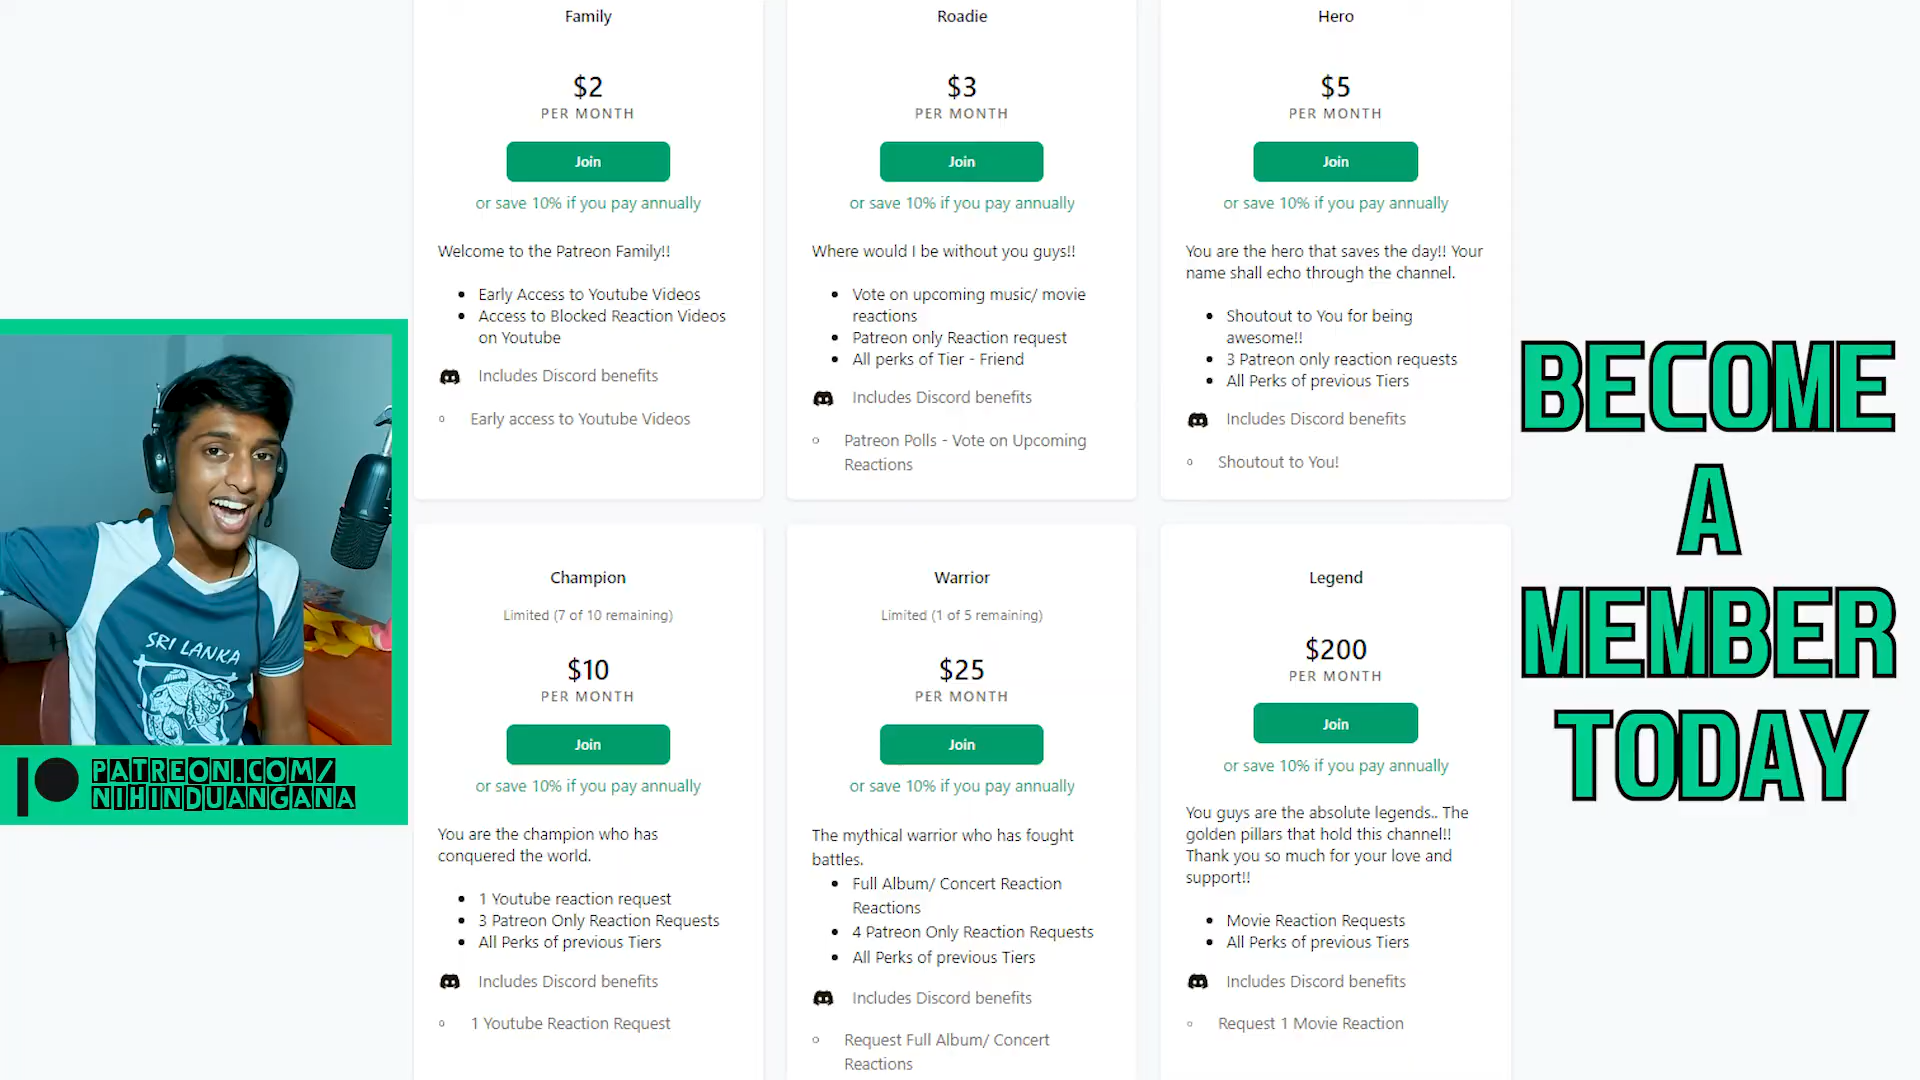 Family
$2
PER MONTH
Join
or save 10% if you pay annually
Welcome to the Patreon Family!!
Early Access to Youtube Videos
Access to Blocked Reaction Videos
on Youtube
Includes Discord benefits
Early access to Youtube Videos
Roadie
$3
PER MONTH
Join
or save 10% if you pay annually
Where would I be without you guys!!
Vote on upcoming music/ movie
reactions
Patreon only Reaction request
All perks of Tier - Friend
Includes Discord benefits
Patreon Polls - Vote on Upcoming
Reactions
Hero
$5
PER MONTH
Join
or save 10% if you pay annually
You are the hero that saves the day!! Your
name shall echo through the channel.
Shoutout to You for being
awesome!!
3 Patreon only reaction requests
All Perks of previous Tiers
Includes Discord benefits
Shoutout to You!
Champion
Limited (7 of 10 remaining)
$10
PER MONTH
Join
or save 10% if you pay annually
You are the champion who has
conquered the world.
1 Youtube reaction request
3 Patreon Only Reaction Requests
All Perks of previous Tiers
Includes Discord benefits
1 Youtube Reaction Request
Warrior
Limited (1 of 5 remaining)
$25
PER MONTH
Join
or save 10% if you pay annually
The mythical warrior who has fought
battles.
Full Album/ Concert Reaction
Reactions
4 Patreon Only Reaction Requests
All Perks of previous Tiers
Includes Discord benefits
Request Full Album/ Concert
Reactions
Legend
$200
PER MONTH
Join
or save 10% if you pay annually
You guys are the absolute legends.. The
golden pillars that hold this channel!!
Thank you so much for your love and
support!!
Movie Reaction Requests
All Perks of previous Tiers
Includes Discord benefits
Request 1 Movie Reaction
SRI LANKA
PATREON.COM/
NIHINDUANGANA
BECOME
A
MEMBER
TODAY